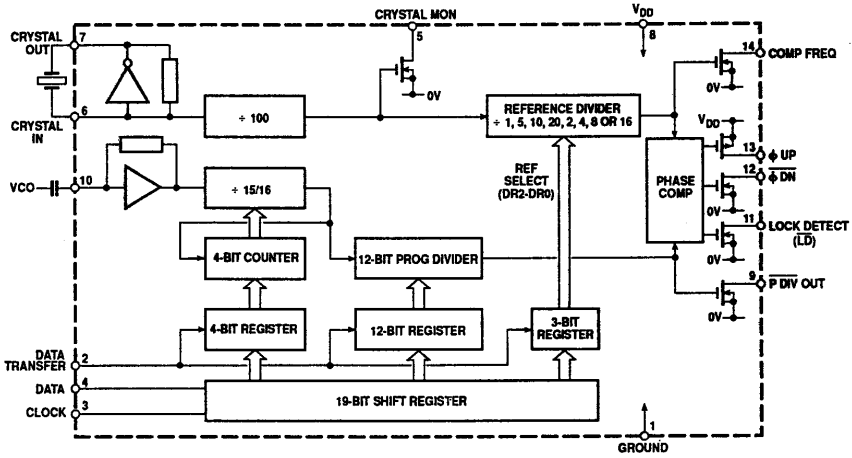 CRYSTAL MON
5
V_DD
8
CRYSTAL
OUT
7
14
COMP FREQ
0V
0V
6
CRYSTAL
IN
÷ 100
REFERENCE DIVIDER
÷ 1, 5, 10, 20, 2, 4, 8 OR 16
V_DD
13
ϕ UP
VCO
10
÷ 15/16
REF
SELECT
(DR2-DR0)
PHASE
COMP
12
ϕ̅ D̅N̅
0V
11
LOCK DETECT
(L̅D̅)
0V
4-BIT COUNTER
12-BIT PROG DIVIDER
9
P̅ D̅I̅V̅ OUT
0V
4-BIT REGISTER
12-BIT REGISTER
3-BIT
REGISTER
DATA
TRANSFER
2
DATA
4
CLOCK
3
19-BIT SHIFT REGISTER
1
GROUND